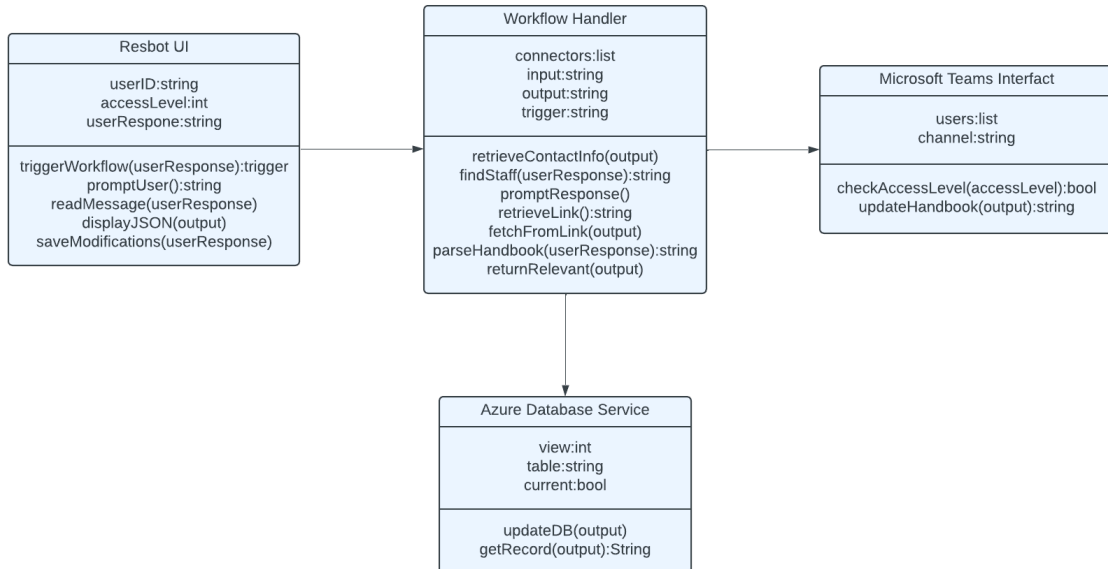 Resbot UI
userID:string
accessLevel:int
userRespone:string
triggerWorkflow(userResponse):trigger
promptUser():string
readMessage(userResponse)
displayJSON(output)
saveModifications(userResponse)
Workflow Handler
connectors:list
input:string
output:string
trigger:string
retrieveContactInfo(output)
findStaff(userResponse):string
promptResponse()
retrieveLink():string
fetchFromLink(output)
parseHandbook(userResponse):string
returnRelevant(output)
Microsoft Teams Interfact
users:list
channel:string
checkAccessLevel(accessLevel):bool
updateHandbook(output):string
Azure Database Service
view:int
table:string
current:bool
updateDB(output)
getRecord(output):String